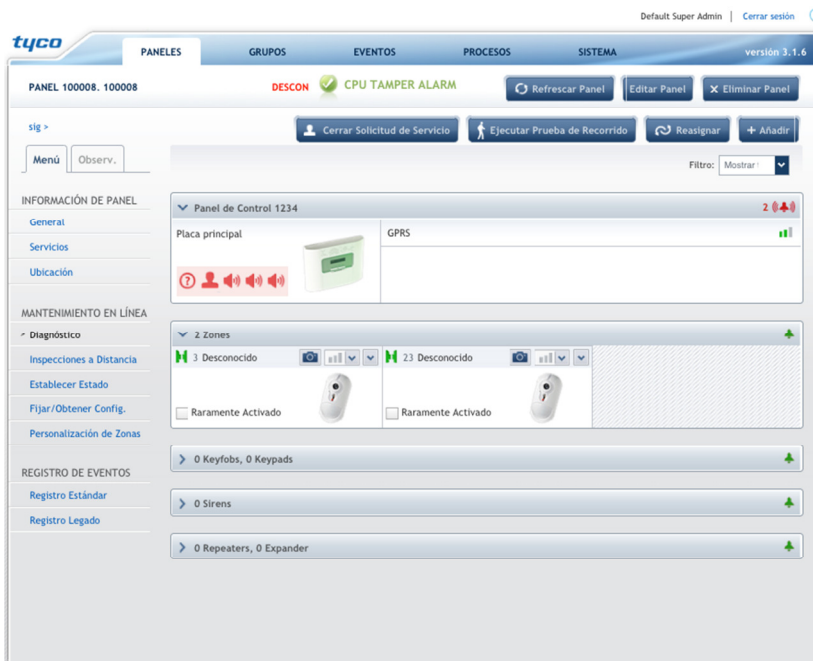 Default Super Admin | Cerrar sesión
tyco
PANELES GRUPOS EVENTOS PROCESOS SISTEMA versión 3.1.6
PANEL 100008. 100008 DESCON CPU TAMPER ALARM Refrescar Panel Editar Panel Eliminar Panel
sig > Cerrar Solicitud de Servicio Ejecutar Prueba de Recorrido Reasignar + Añadir
Menú Observ.
Filtro: Mostrar
INFORMACIÓN DE PANEL
General
Servicios
Ubicación
MANTENIMIENTO EN LÍNEA
Diagnóstico
Inspecciones a Distancia
Establecer Estado
Fijar/Obtener Config.
Personalización de Zonas
REGISTRO DE EVENTOS
Registro Estándar
Registro Legado
Panel de Control 1234 2
Placa principal GPRS
2 Zones
3 Desconocido 23 Desconocido
Raramente Activado Raramente Activado
0 Keyfobs, 0 Keypads
0 Sirens
0 Repeaters, 0 Expander